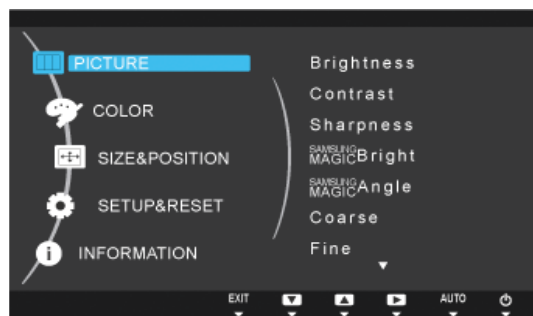 PICTURE
COLOR
SIZE&POSITION
SETUP&RESET
INFORMATION
Brightness
Contrast
Sharpness
SAMSUNG MAGIC Bright
SAMSUNG MAGIC Angle
Coarse
Fine
EXIT
AUTO